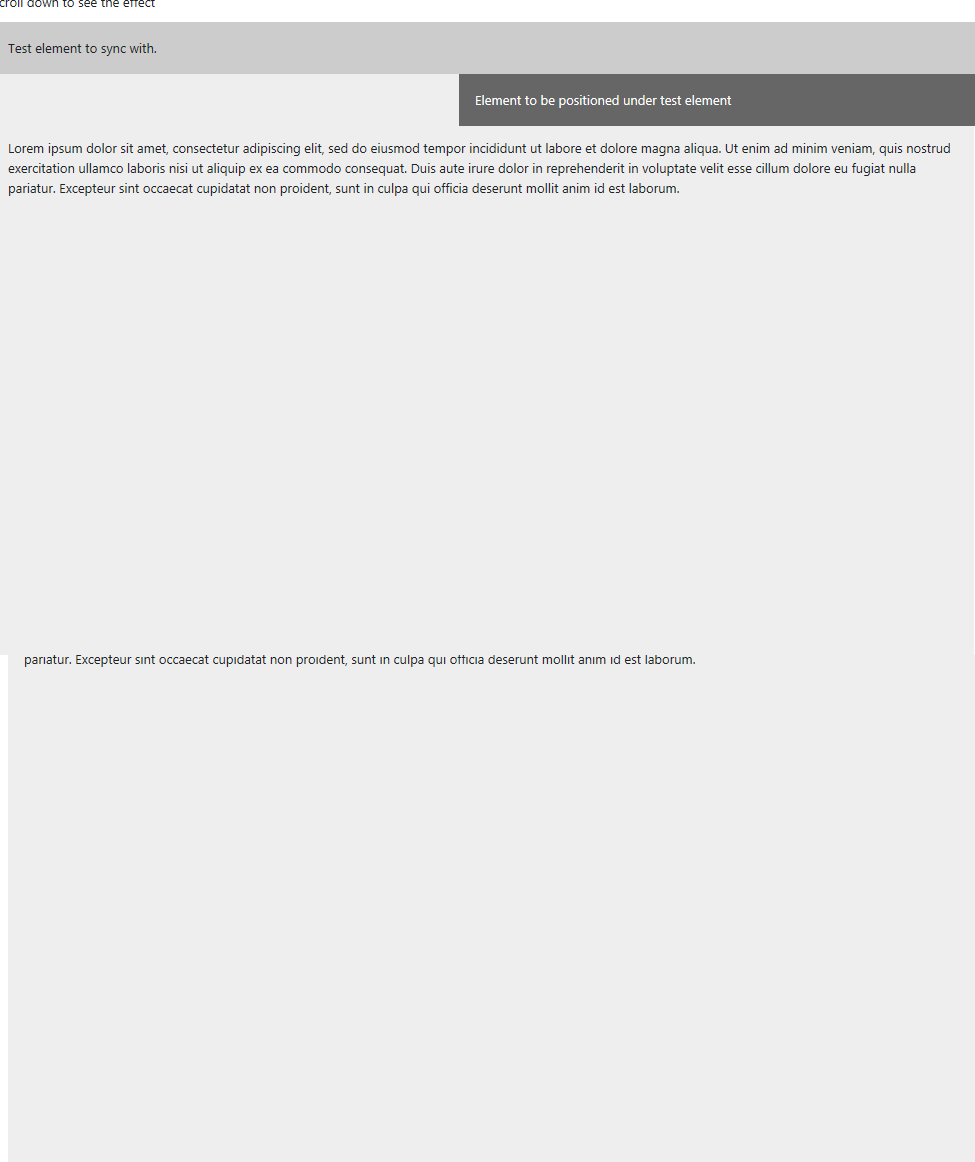 croll down to see the effect
Test element to sync with.
Element to be positioned under test element
Lorem ipsum dolor sit amet, consectetur adipiscing elit, sed do eiusmod tempor incididunt ut labore et dolore magna aliqua. Ut enim ad minim veniam, quis nostrud
exercitation ullamco laboris nisi ut aliquip ex ea commodo consequat. Duis aute irure dolor in reprehenderit in voluptate velit esse cillum dolore eu fugiat nulla
pariatur. Excepteur sint occaecat cupidatat non proident, sunt in culpa qui officia deserunt mollit anim id est laborum.
pariatur. Excepteur sint occaecat cupidatat non proident, sunt in culpa qui officia deserunt mollit anim id est laborum.